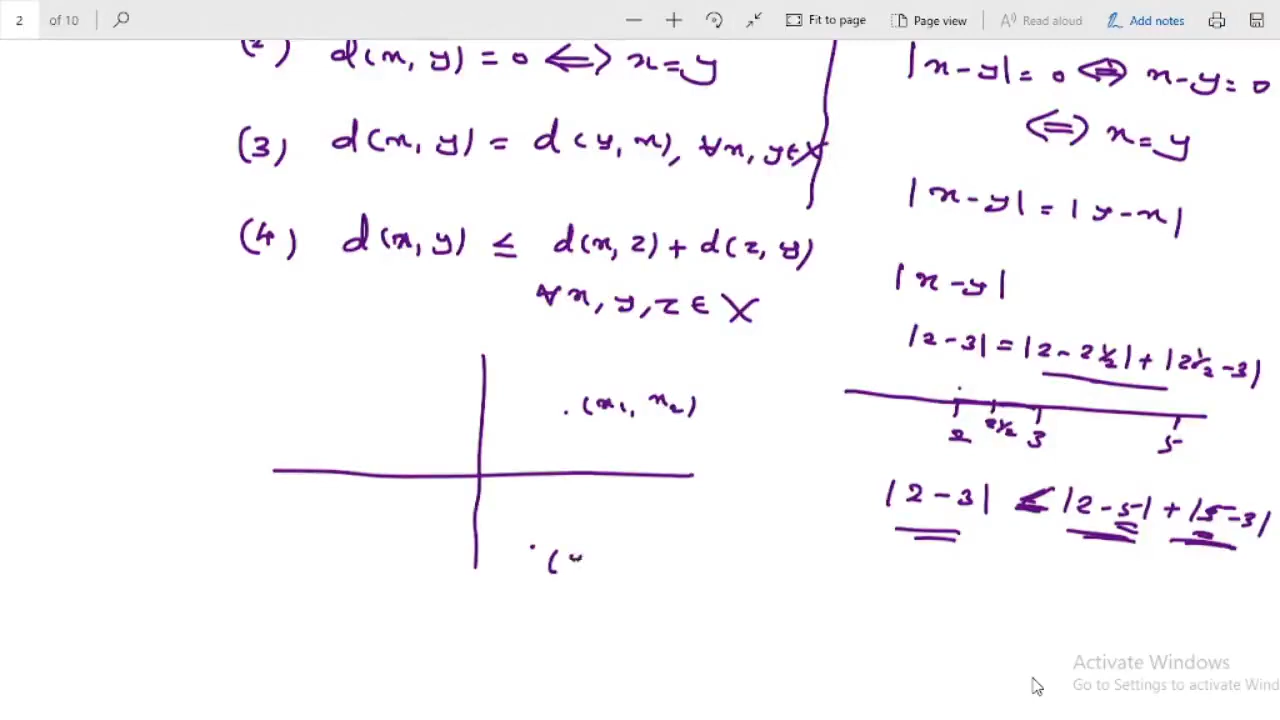 2 of 10 Fit to page Page view Read aloud Add notes
(2) d(x, y) = 0 ⟺ x = y
(3) d(x, y) = d(y, x), ∀x, y ∈ X
(4) d(x, y) ≤ d(x, z) + d(z, y)
∀x, y, z ∈ X
. (x₁, x₂)
. (
|x-y| = 0 ⟺ x-y = 0
⟺ x = y
|x-y| = |y-x|
|x-y|
|2-3| = |2-2½| + |2½-3|
2 2½ 3 5
|2-3| ≤ |2-5| + |5-3|
Activate Windows
Go to Settings to activate Wind